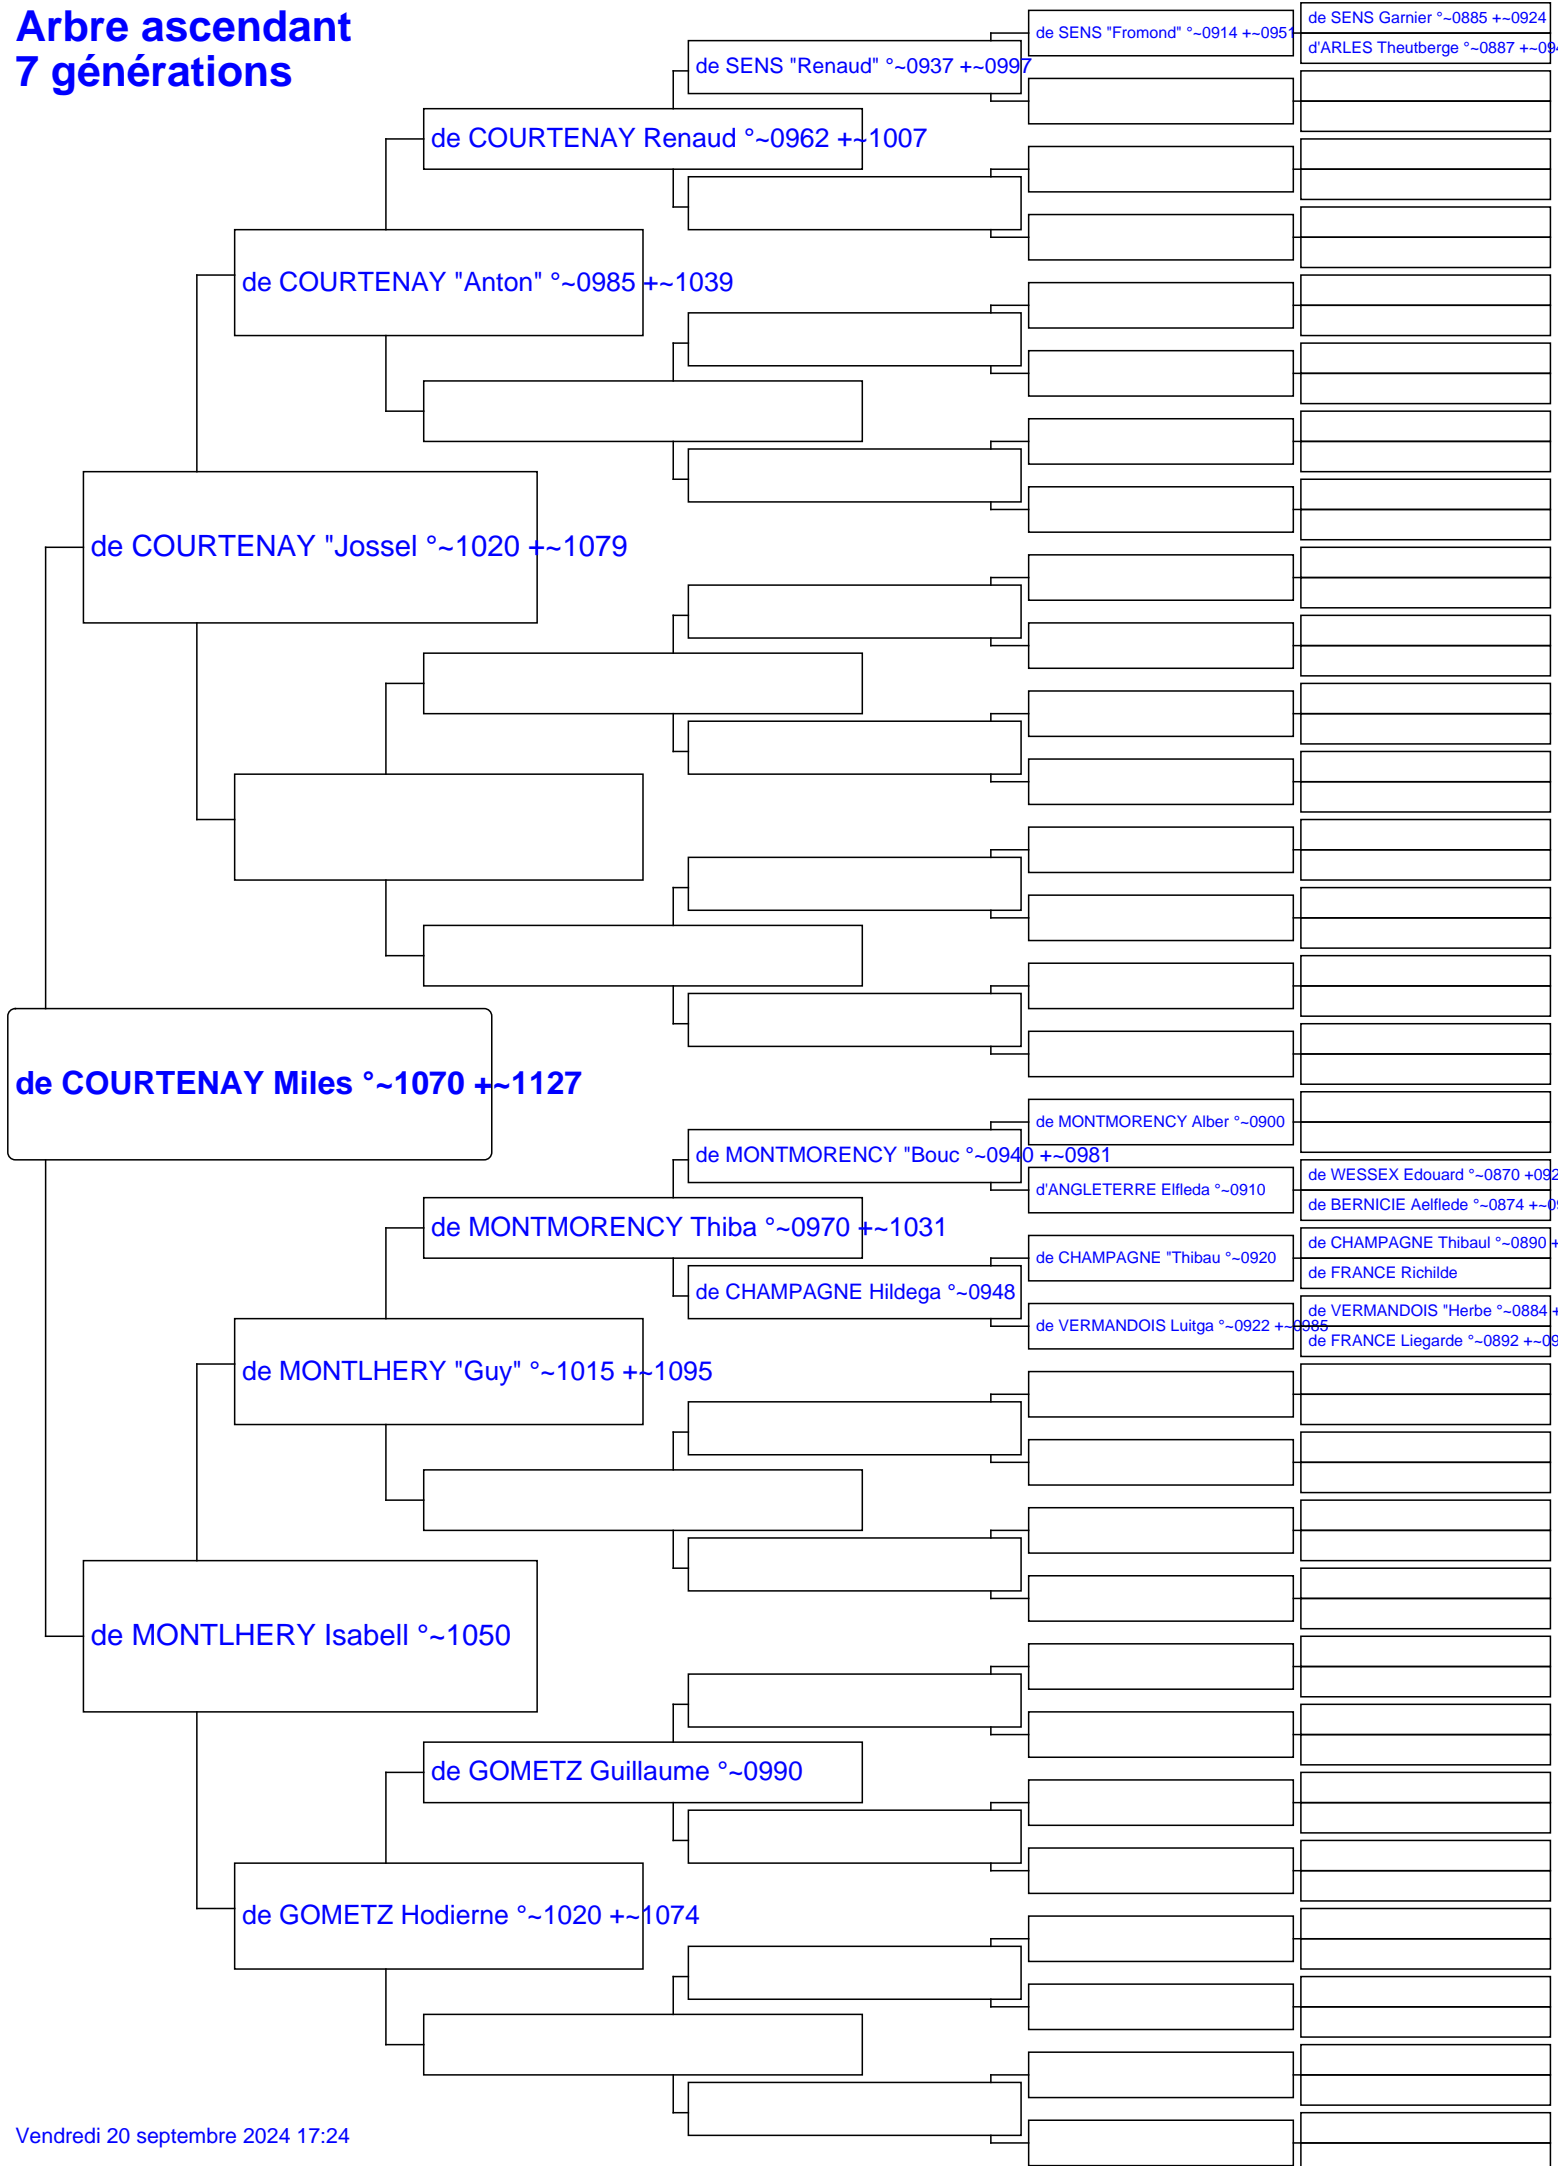 Arbre ascendant
7 générations
de SENS "Fromond" °~0914 +~0951
de SENS Garnier °~0885 +~0924
d'ARLES Theutberge °~0887 +~094
de SENS "Renaud" °~0937 +~0997
de COURTENAY Renaud °~0962 +~1007
de COURTENAY "Anton" °~0985 +~1039
de COURTENAY "Jossel °~1020 +~1079
de COURTENAY Miles °~1070 +~1127
de MONTMORENCY Alber °~0900
de MONTMORENCY "Bouc °~0940 +~0981
d'ANGLETERRE Elfleda °~0910
de WESSEX Edouard °~0870 +092
de BERNICIE Aelflede °~0874 +~09
de MONTMORENCY Thiba °~0970 +~1031
de CHAMPAGNE "Thibau °~0920
de CHAMPAGNE Thibaul °~0890 +
de FRANCE Richilde
de CHAMPAGNE Hildega °~0948
de VERMANDOIS Luitga °~0922 +~0985
de VERMANDOIS "Herbe °~0884 +
de FRANCE Liegarde °~0892 +~09
de MONTLHERY "Guy" °~1015 +~1095
de MONTLHERY Isabell °~1050
de GOMETZ Guillaume °~0990
de GOMETZ Hodierne °~1020 +~1074
Vendredi 20 septembre 2024 17:24